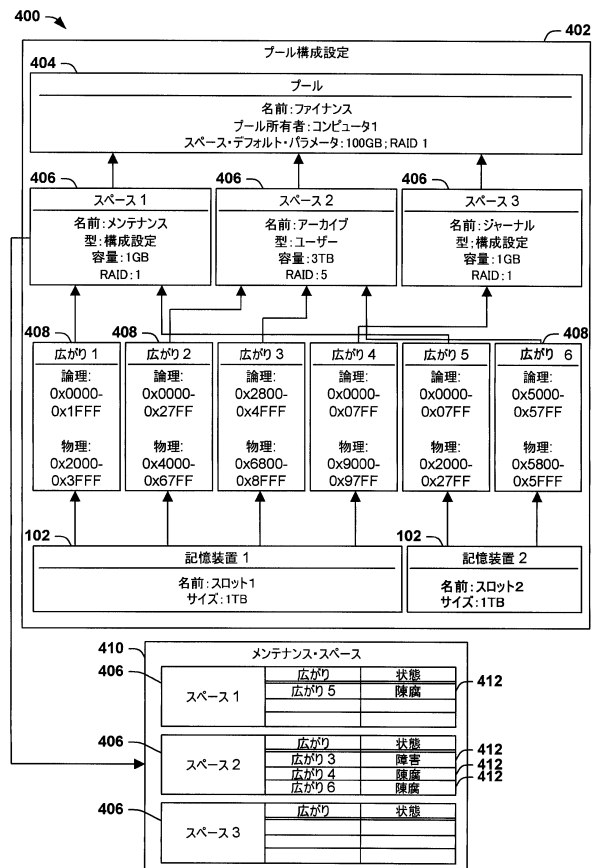 400
402
プール構成設定
404
プール
名前:ファイナンス
プール所有者:コンピュータ1
スペース・デフォルト・パラメータ:100GB;RAID 1
406
スペース 1
名前:メンテナンス
型:構成設定
容量:1GB
RAID:1
406
スペース 2
名前:アーカイブ
型:ユーザー
容量:3TB
RAID:5
406
スペース 3
名前:ジャーナル
型:構成設定
容量:1GB
RAID:1
408
広がり 1
論理:
0x0000-
0x1FFF
物理:
0x2000-
0x3FFF
408
広がり 2
論理:
0x0000-
0x27FF
物理:
0x4000-
0x67FF
広がり 3
論理:
0x2800-
0x4FFF
物理:
0x6800-
0x8FFF
広がり 4
論理:
0x0000-
0x07FF
物理:
0x9000-
0x97FF
広がり 5
論理:
0x0000-
0x07FF
物理:
0x2000-
0x27FF
408
広がり 6
論理:
0x5000-
0x57FF
物理:
0x5800-
0x5FFF
102
記憶装置 1
名前:スロット1
サイズ:1TB
102
記憶装置 2
名前:スロット2
サイズ:1TB
410
メンテナンス・スペース
406
スペース 1
広がり 状態
広がり 5 陳腐 412
406
スペース 2
広がり 状態
広がり 3 障害 412
広がり 4 陳腐 412
広がり 6 陳腐 412
406
スペース 3
広がり 状態